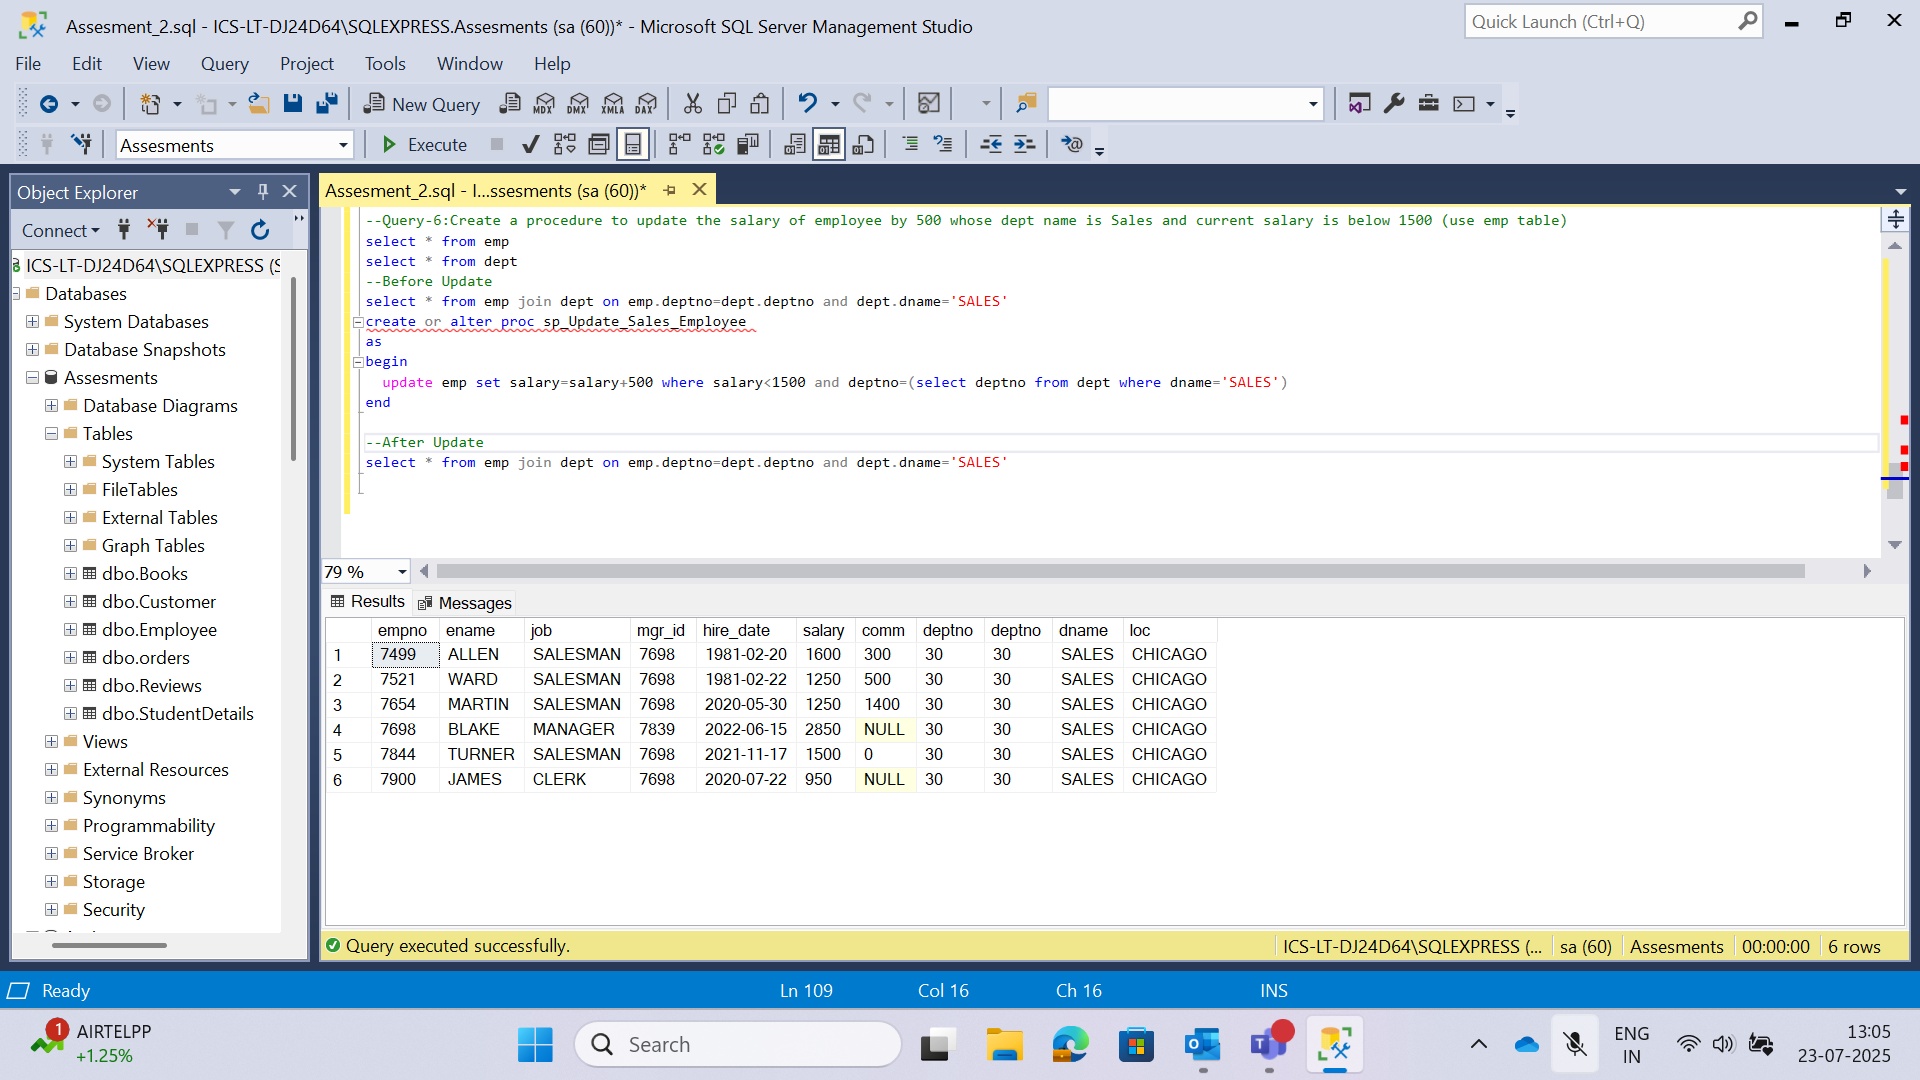 Assesment_2.sql - ICS-LT-DJ24D64\SQLEXPRESS.Assesments (sa (60))* - Microsoft SQL Server Management Studio
Quick Launch (Ctrl+Q)
File Edit View Query Project Tools Window Help
New Query MDX DMX XMLA DAX
Assesments Execute
Object Explorer
Assesment_2.sql - I...ssesments (sa (60))*
Connect
ICS-LT-DJ24D64\SQLEXPRESS (S
Databases
System Databases
Database Snapshots
Assesments
Database Diagrams
Tables
System Tables
FileTables
External Tables
Graph Tables
dbo.Books
dbo.Customer
dbo.Employee
dbo.orders
dbo.Reviews
dbo.StudentDetails
Views
External Resources
Synonyms
Programmability
Service Broker
Storage
Security
--Query-6:Create a procedure to update the salary of employee by 500 whose dept name is Sales and current salary is below 1500 (use emp table)
select * from emp
select * from dept
--Before Update
select * from emp join dept on emp.deptno=dept.deptno and dept.dname='SALES'
create or alter proc sp_Update_Sales_Employee
as
begin
update emp set salary=salary+500 where salary<1500 and deptno=(select deptno from dept where dname='SALES')
end
--After Update
select * from emp join dept on emp.deptno=dept.deptno and dept.dname='SALES'
79 %
Results Messages
empno ename job mgr_id hire_date salary comm deptno deptno dname loc
1 7499 ALLEN SALESMAN 7698 1981-02-20 1600 300 30 30 SALES CHICAGO
2 7521 WARD SALESMAN 7698 1981-02-22 1250 500 30 30 SALES CHICAGO
3 7654 MARTIN SALESMAN 7698 2020-05-30 1250 1400 30 30 SALES CHICAGO
4 7698 BLAKE MANAGER 7839 2022-06-15 2850 NULL 30 30 SALES CHICAGO
5 7844 TURNER SALESMAN 7698 2021-11-17 1500 0 30 30 SALES CHICAGO
6 7900 JAMES CLERK 7698 2020-07-22 950 NULL 30 30 SALES CHICAGO
Query executed successfully. ICS-LT-DJ24D64\SQLEXPRESS (... sa (60) Assesments 00:00:00 6 rows
Ready Ln 109 Col 16 Ch 16 INS
1 AIRTELPP
+1.25%
Search
ENG
IN
13:05
23-07-2025